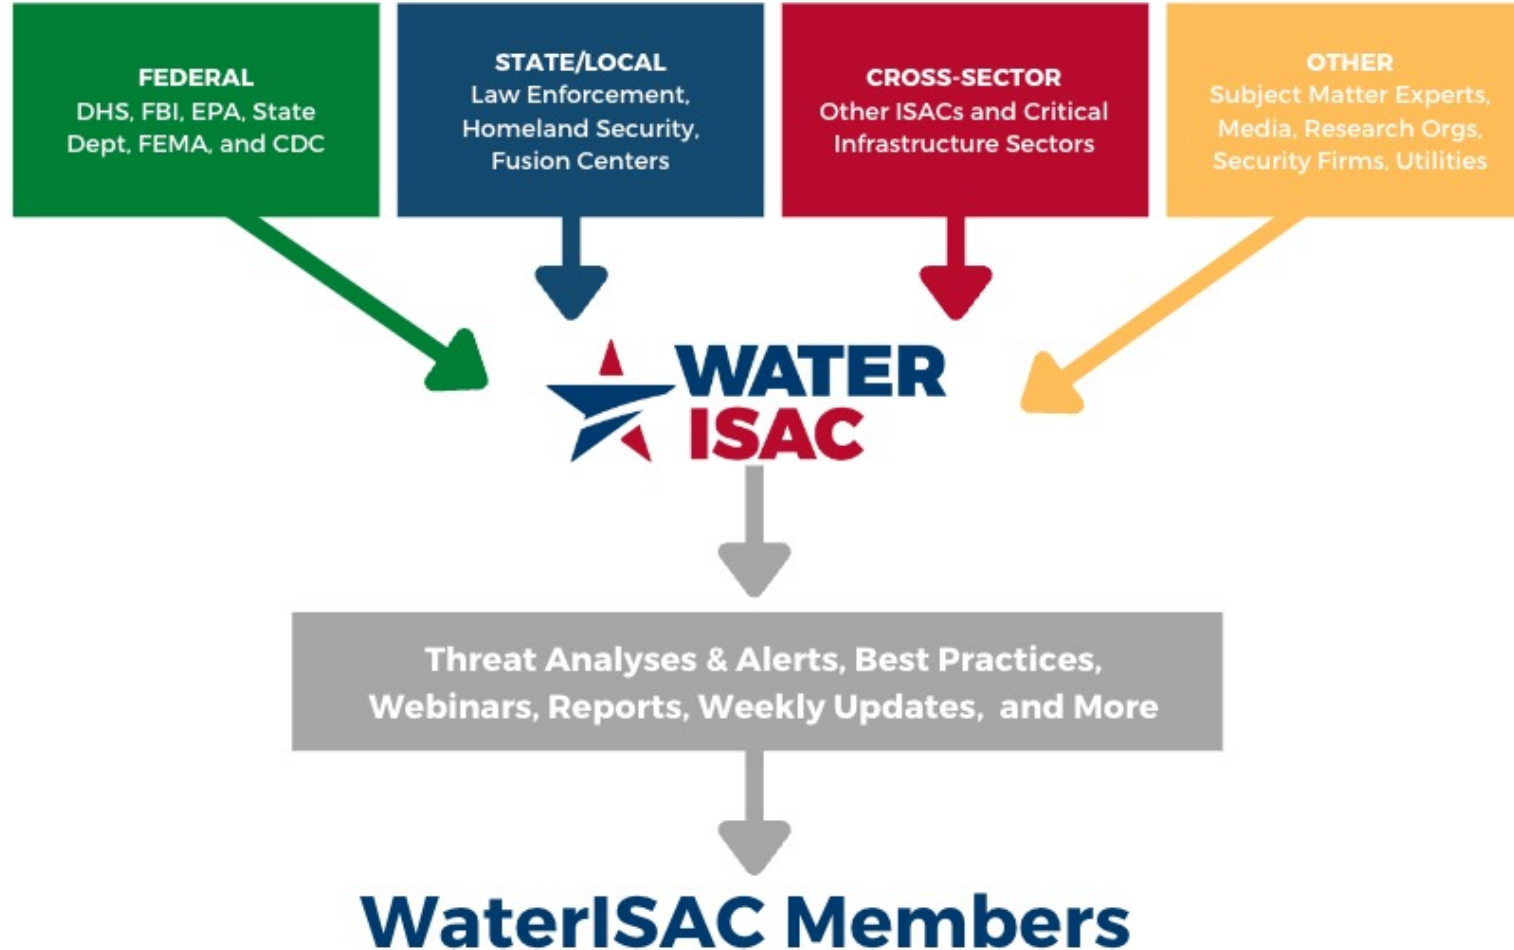 FEDERAL
DHS, FBI, EPA, State
Dept, FEMA, and CDC
STATE/LOCAL
Law Enforcement,
Homeland Security,
Fusion Centers
CROSS-SECTOR
Other ISACs and Critical
Infrastructure Sectors
OTHER
Subject Matter Experts,
Media, Research Orgs,
Security Firms, Utilities
WATER
ISAC
Threat Analyses & Alerts, Best Practices,
Webinars, Reports, Weekly Updates,  and More
WaterISAC Members